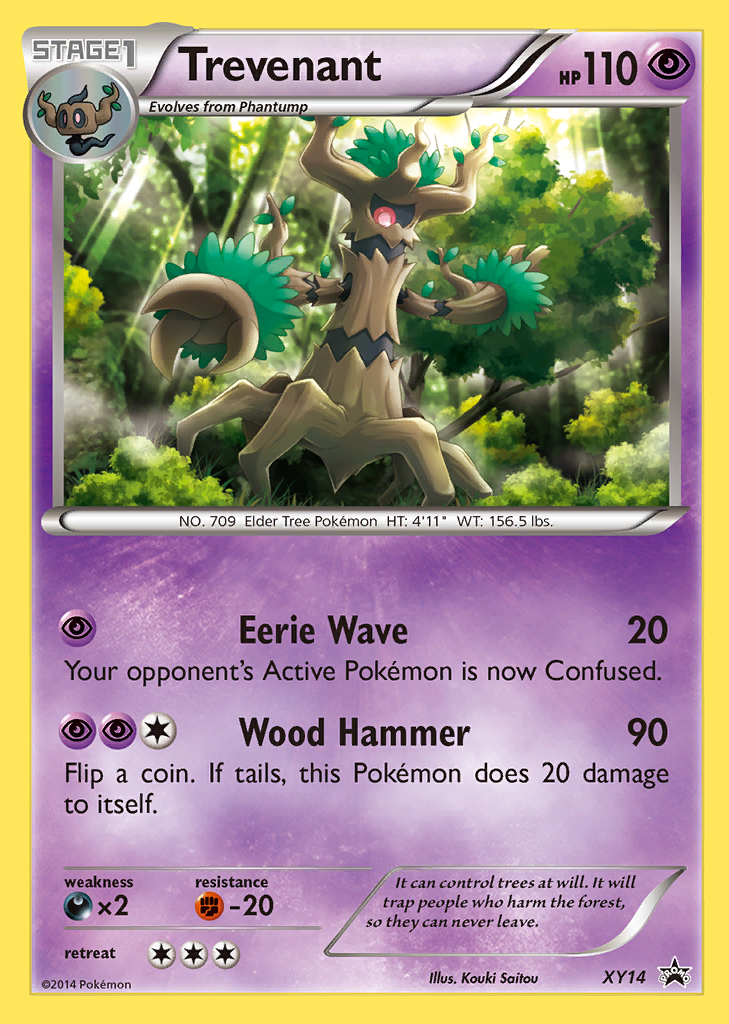 STAGE1
Trevenant
HP110
Evolves from Phantump
NO. 709 Elder Tree Pokémon HT: 4'11" WT: 156.5 lbs.
Eerie Wave 20
Your opponent's Active Pokémon is now Confused.
Wood Hammer 90
Flip a coin. If tails, this Pokémon does 20 damage
to itself.
weakness
×2
resistance
-20
retreat
It can control trees at will. It will
trap people who harm the forest,
so they can never leave.
©2014 Pokémon
Illus. Kouki Saitou
XY14
PROMO